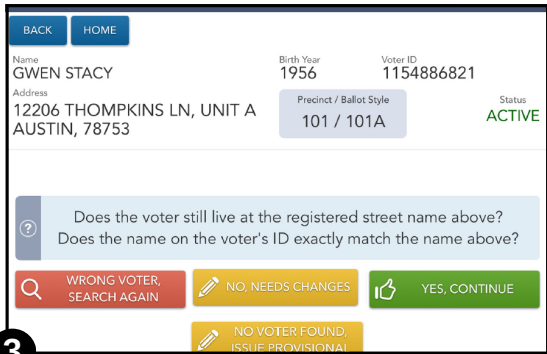 BACK HOME
Name Birth Year Voter ID
GWEN STACY 1956 1154886821
Address Precinct / Ballot Style Status
12206 THOMPKINS LN, UNIT A 101 / 101A ACTIVE
AUSTIN, 78753
? Does the voter still live at the registered street name above?
Does the name on the voter's ID exactly match the name above?
WRONG VOTER, NO, NEEDS CHANGES YES, CONTINUE
SEARCH AGAIN
NO VOTER FOUND,
ISSUE PROVISIONAL
3